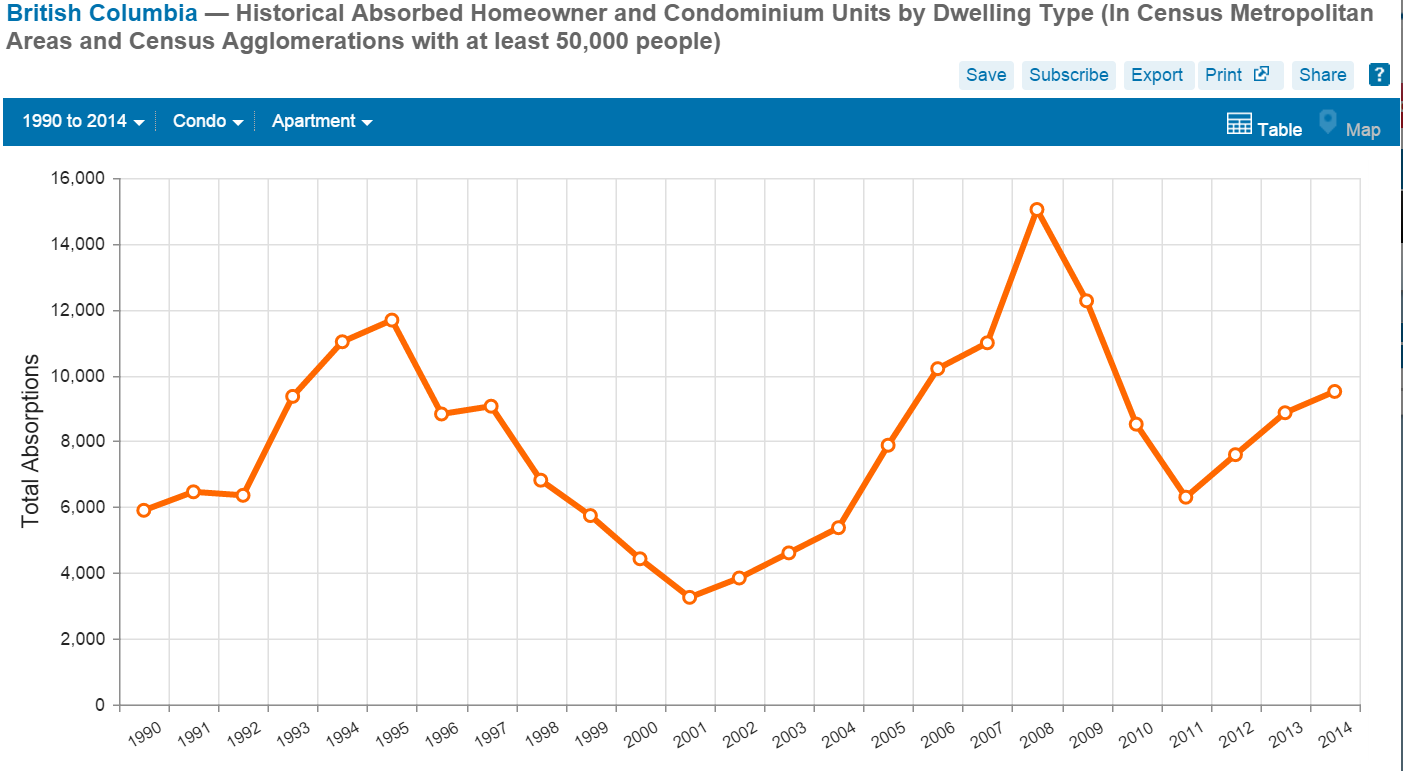 British Columbia — Historical Absorbed Homeowner and Condominium Units by Dwelling Type (In Census Metropolitan
Areas and Census Agglomerations with at least 50,000 people)
Save Subscribe Export Print Share ?
1990 to 2014 Condo Apartment Table Map
16,000
14,000
12,000
10,000
8,000
6,000
4,000
2,000
0
Total Absorptions
1990 1991 1992 1993 1994 1995 1996 1997 1998 1999 2000 2001 2002 2003 2004 2005 2006 2007 2008 2009 2010 2011 2012 2013 2014